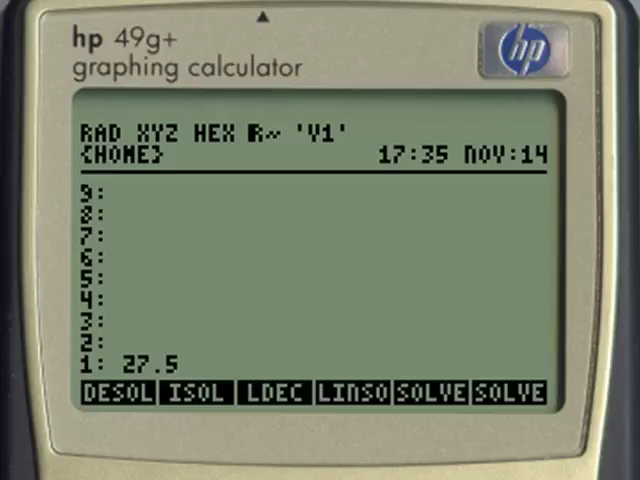 hp 49g+
graphing calculator
hp
RAD XYZ HEX R~ 'Y1'
{HOME} 17:35 NOV:14
9:
8:
7:
6:
5:
4:
3:
2:
1: 27.5
DESOL ISOL LDEC LINSO SOLVE SOLVE